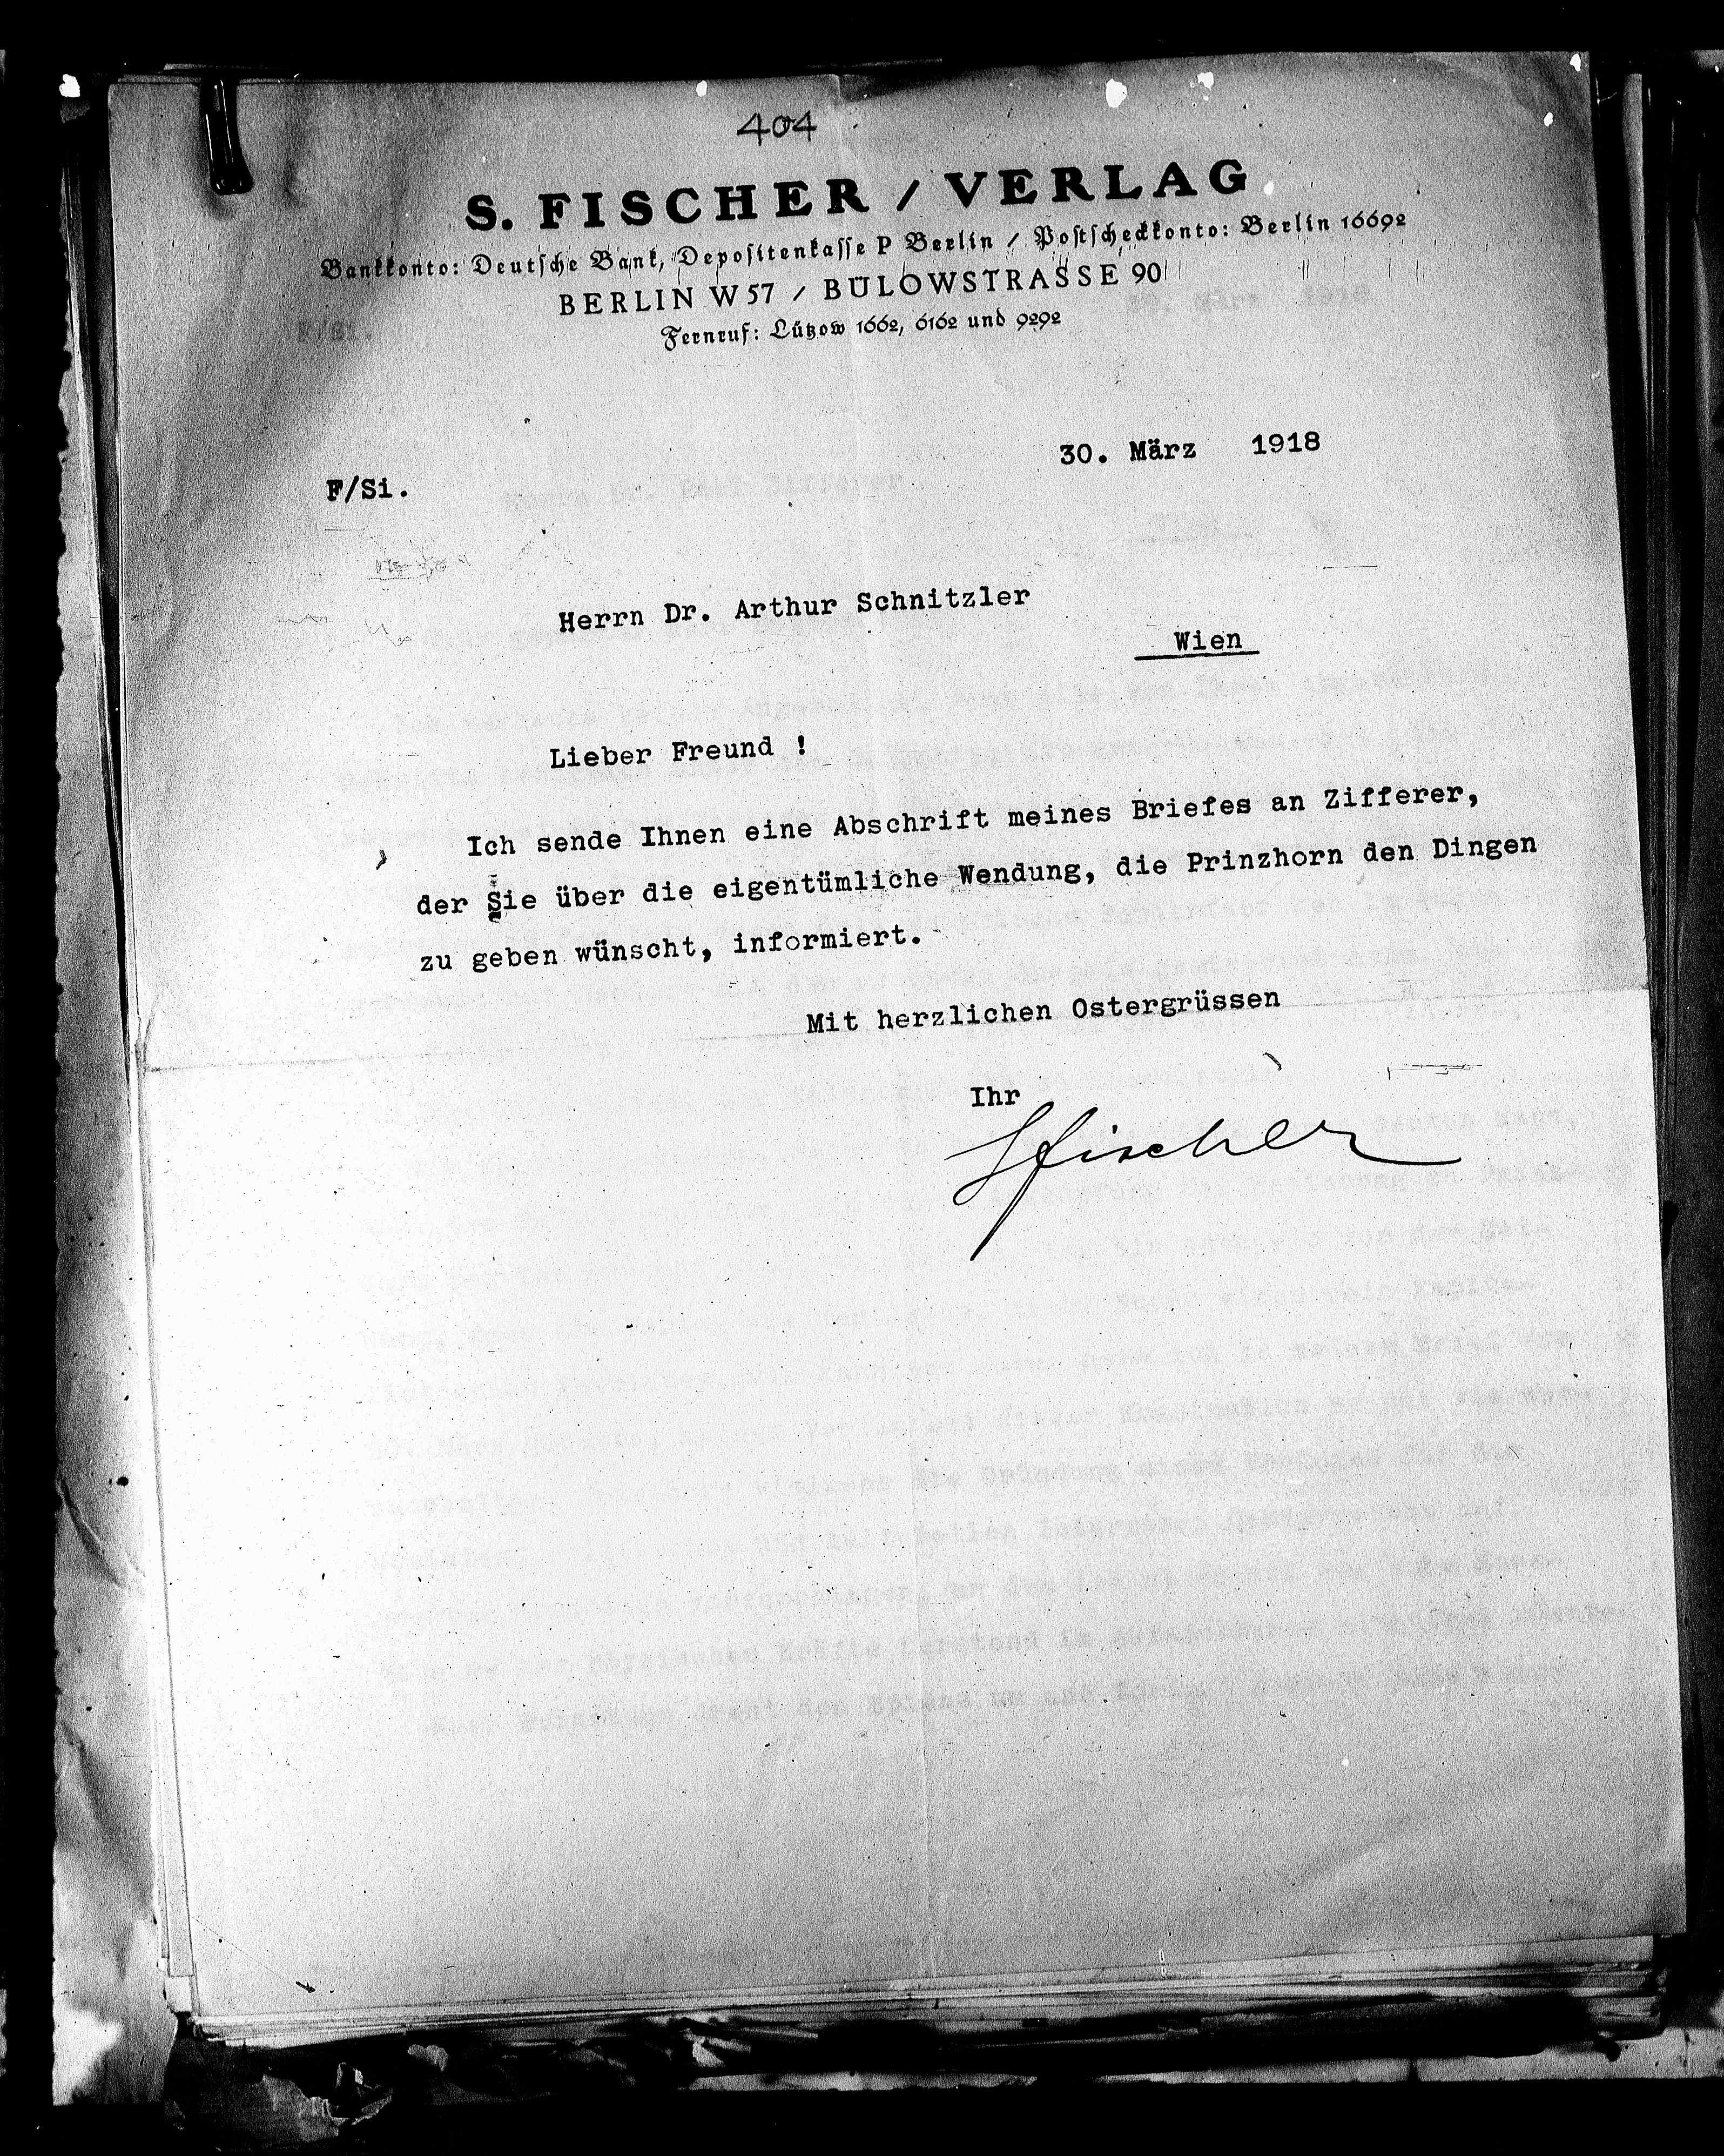 404
S. FISCHER / VERLAG
Bankkonto: Deutsche Bank, Depositenkasse P Berlin / Postscheckkonto: Berlin 16692
BERLIN W 57 / BÜLOWSTRASSE 90
Fernruf: Lützow 1662, 6162 und 9292
30. März 1918
F/Si.
Herrn Dr. Arthur Schnitzler
Wien
Lieber Freund !
Ich sende Ihnen eine Abschrift meines Briefes an Zifferer,
der Sie über die eigentümliche Wendung, die Prinzhorn den Dingen
zu geben wünscht, informiert.
Mit herzlichen Ostergrüssen
Ihr
SFischer